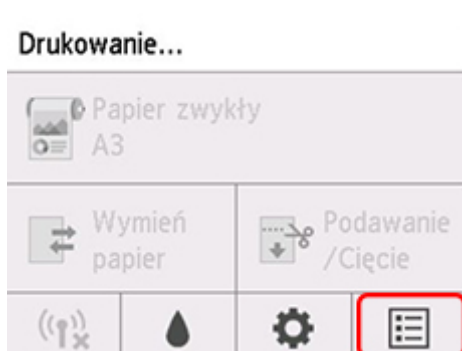 Drukowanie...
Papier zwykły
A3
Wymień
papier
Podawanie
/Cięcie